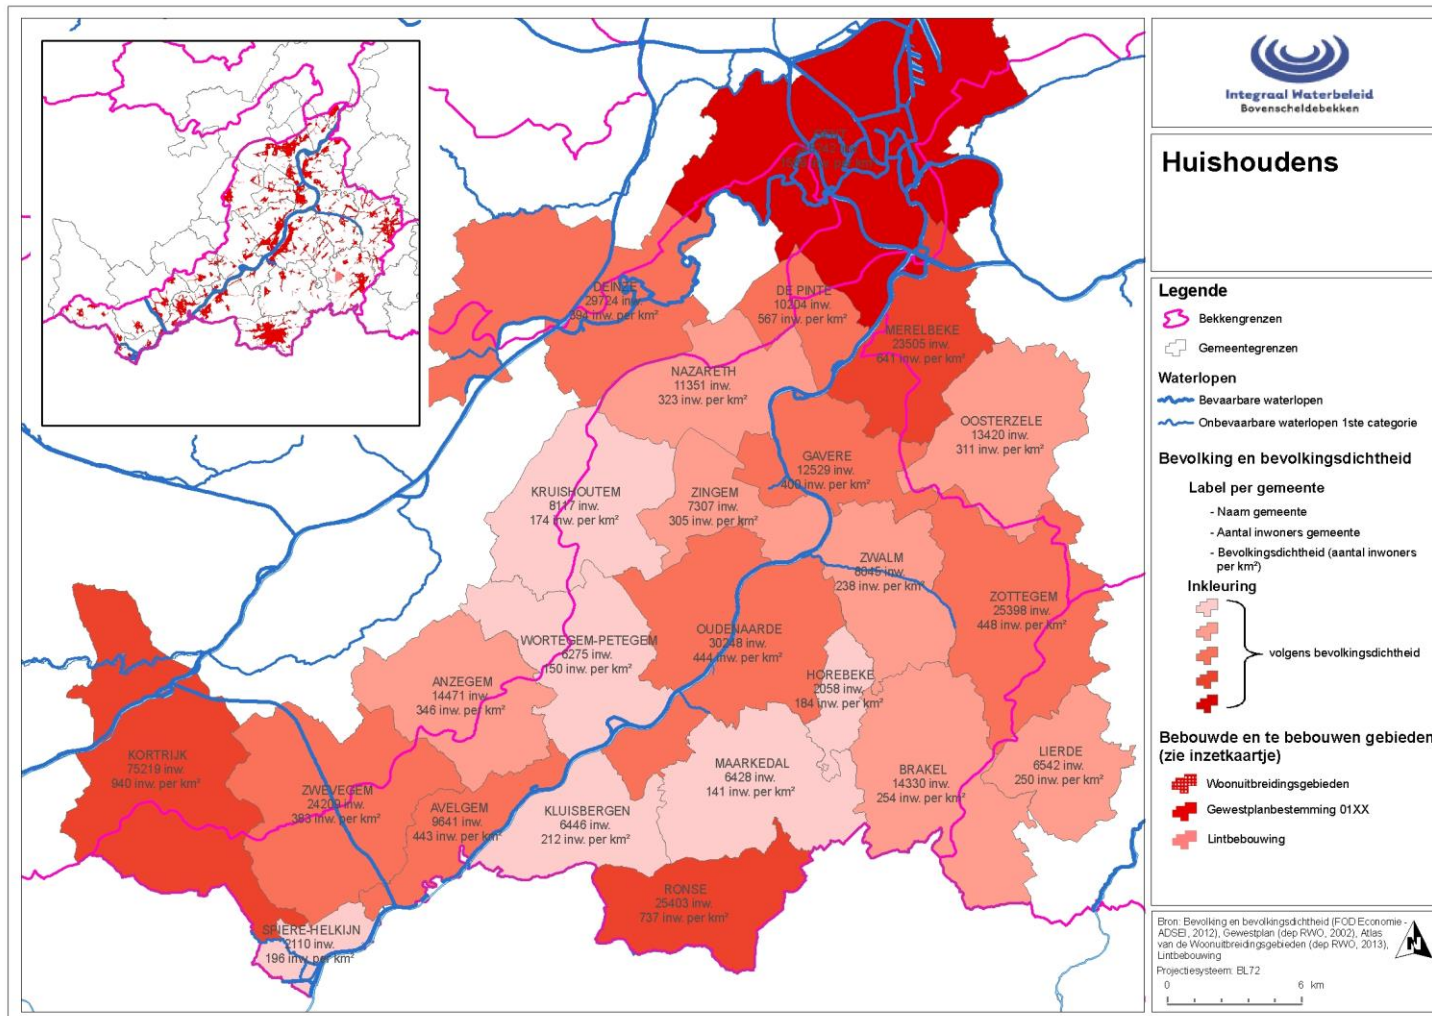 Integraal Waterbeleid
Bovenscheldebekken
Huishoudens
Legende
Bekkengrenzen
Gemeentegrenzen
Waterlopen
Bevaarbare waterlopen
Onbevaarbare waterlopen 1ste categorie
Bevolking en bevolkingsdichtheid
Label per gemeente
- Naam gemeente
- Aantal inwoners gemeente
- Bevolkingsdichtheid (aantal inwoners
per km²)
Inkleuring
volgens bevolkingsdichtheid
Bebouwde en te bebouwen gebieden
(zie inzetkaartje)
Woonuitbreidingsgebieden
Gewestplanbestemming 01XX
Lintbebouwing
Bron: Bevolking en bevolkingsdichtheid (FOD Economie -
ADSEI, 2012), Gewestplan (dep RWO, 2002), Atlas
van de Woonuitbreidingsgebieden (dep RWO, 2013),
Lintbebouwing
Projectiesysteem: BL72
0 6 km
N
inw. per km²
DEINZE
29724 inw.
394 inw. per km²
DE PINTE
10204 inw.
567 inw. per km²
MERELBEKE
23505 inw.
641 inw. per km²
NAZARETH
11351 inw.
323 inw. per km²
OOSTERZELE
13420 inw.
311 inw. per km²
GAVERE
12529 inw.
400 inw. per km²
KRUISHOUTEM
8117 inw.
174 inw. per km²
ZINGEM
7307 inw.
305 inw. per km²
ZWALM
8045 inw.
238 inw. per km²
ZOTTEGEM
25398 inw.
448 inw. per km²
WORTEGEM-PETEGEM
6275 inw.
150 inw. per km²
OUDENAARDE
30248 inw.
444 inw. per km²
HOREBEKE
2058 inw.
184 inw. per km²
ANZEGEM
14471 inw.
346 inw. per km²
KORTRIJK
75219 inw.
940 inw. per km²
ZWEVEGEM
24209 inw.
383 inw. per km²
AVELGEM
9641 inw.
443 inw. per km²
KLUISBERGEN
6446 inw.
212 inw. per km²
MAARKEDAL
6428 inw.
141 inw. per km²
BRAKEL
14330 inw.
254 inw. per km²
LIERDE
6542 inw.
250 inw. per km²
RONSE
25403 inw.
737 inw. per km²
SPIERE-HELKIJN
2110 inw.
196 inw. per km²